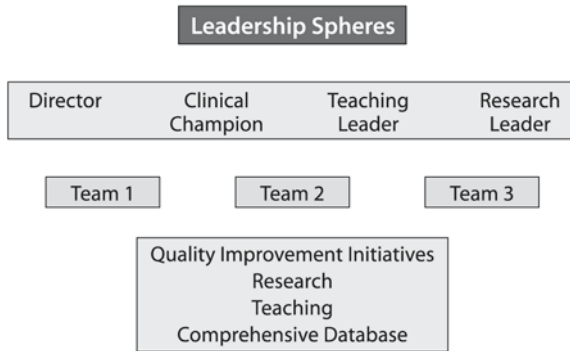 Leadership Spheres
Director Clinical Champion Teaching Leader Research Leader
Team 1 Team 2 Team 3
Quality Improvement Initiatives
Research
Teaching
Comprehensive Database